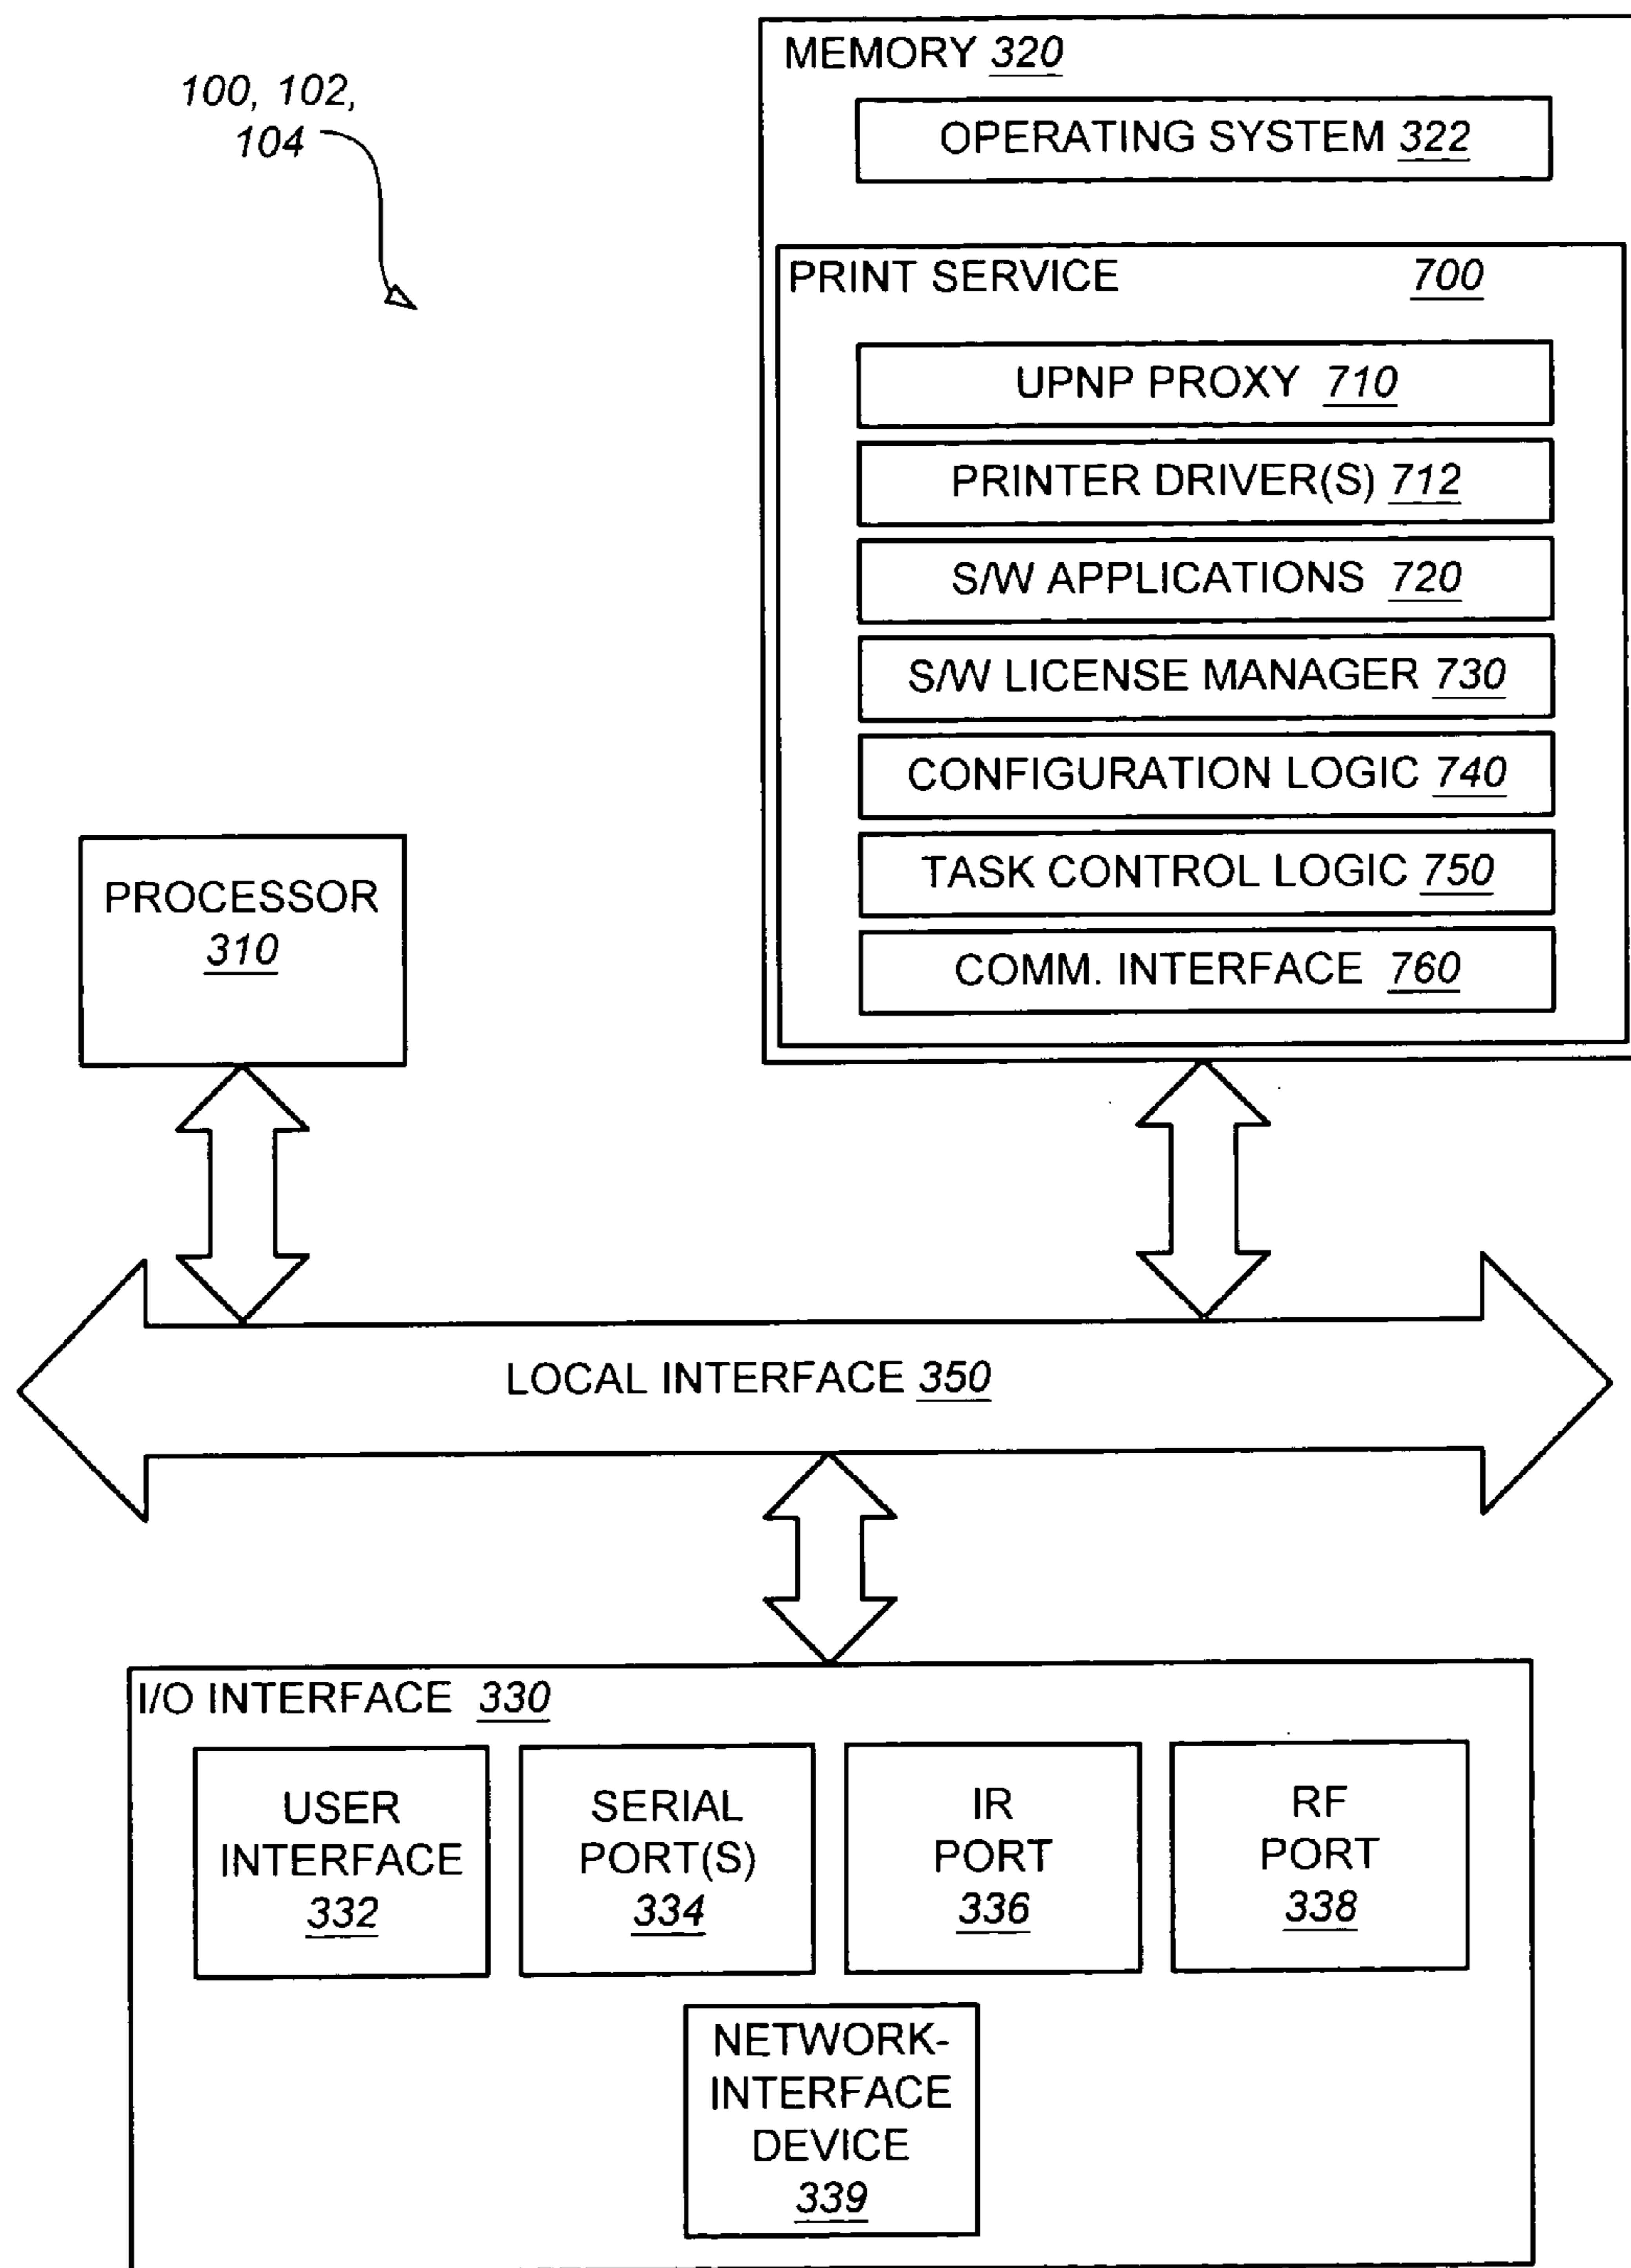 100, 102,
104
MEMORY 320
OPERATING SYSTEM 322
PRINT SERVICE 700
UPNP PROXY 710
PRINTER DRIVER(S) 712
S/W APPLICATIONS 720
S/W LICENSE MANAGER 730
CONFIGURATION LOGIC 740
TASK CONTROL LOGIC 750
COMM. INTERFACE 760
PROCESSOR
310
LOCAL INTERFACE 350
I/O INTERFACE 330
USER
INTERFACE
332
SERIAL
PORT(S)
334
IR
PORT
336
RF
PORT
338
NETWORK-
INTERFACE
DEVICE
339